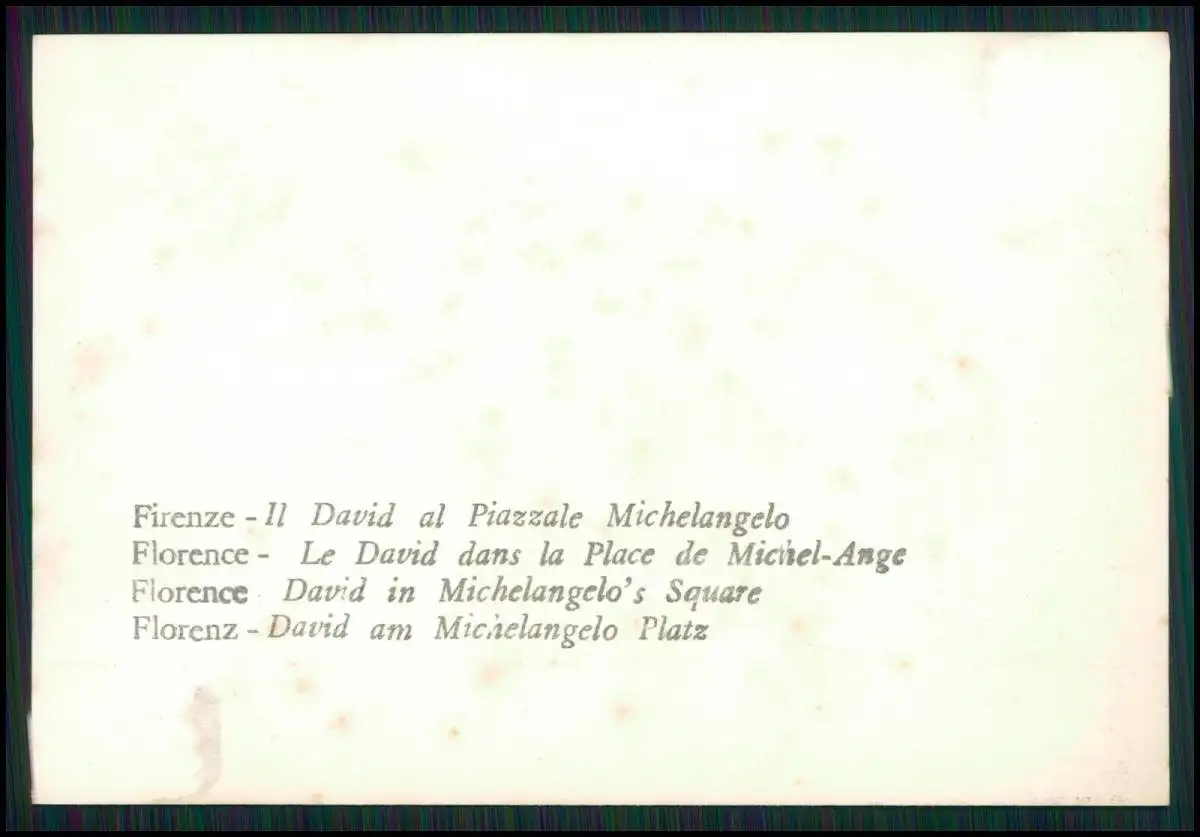 Firenze - Il David al Piazzale Michelangelo
Florence - Le David dans la Place de Michel-Ange
Florence David in Michelangelo's Square
Florenz - David am Michelangelo Platz